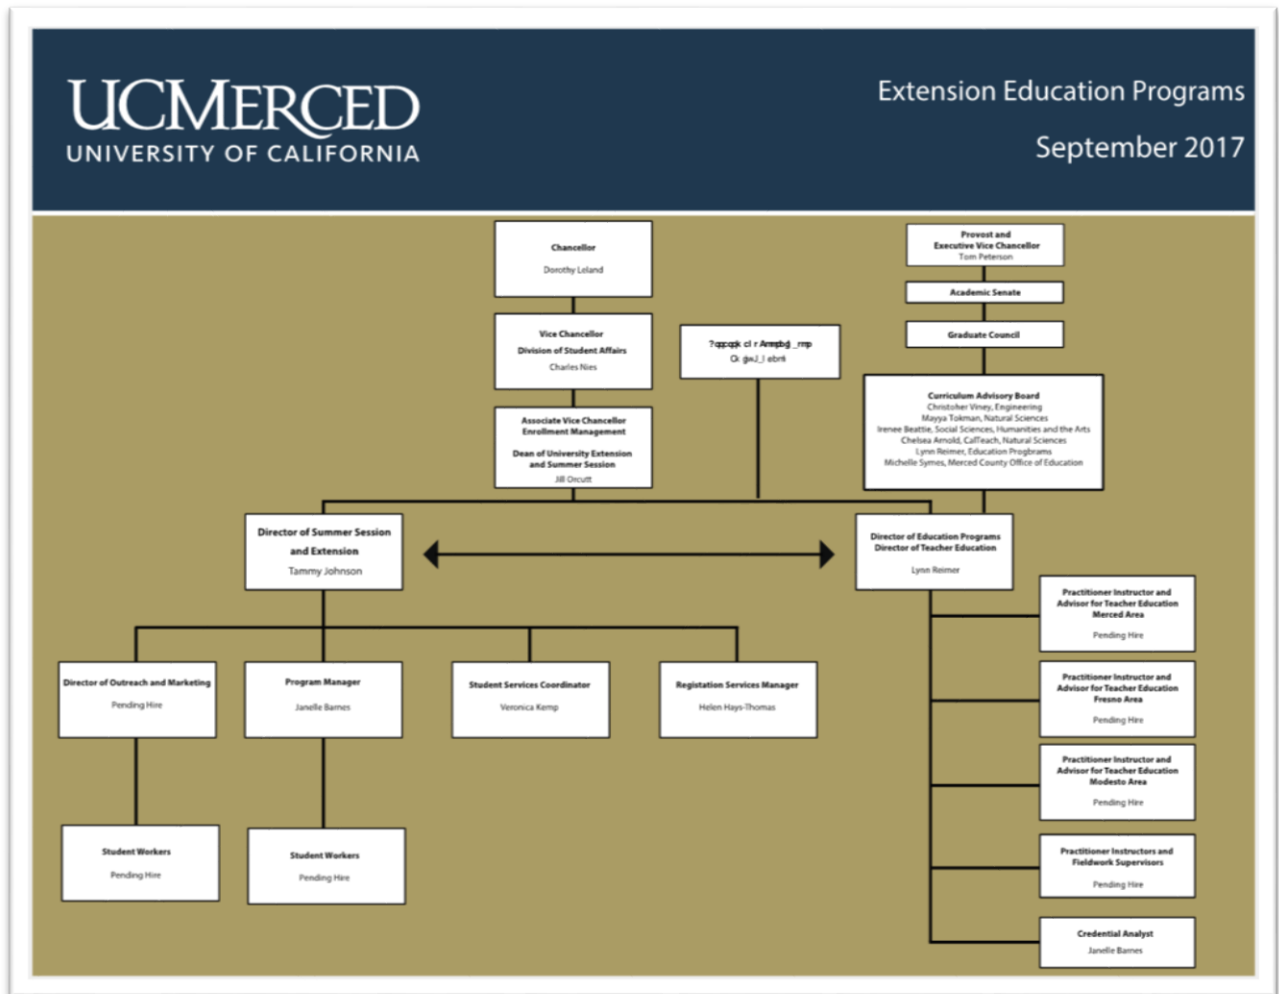 UCMERCED
UNIVERSITY OF CALIFORNIA
Extension Education Programs
September 2017
Chancellor
Dorothy Leland
Vice Chancellor
Division of Student Affairs
Charles Nies
Associate Vice Chancellor
Enrollment Management
Dean of University Extension
and Summer Session
Jill Orcutt
Provost and
Executive Vice Chancellor
Tom Peterson
Academic Senate
Graduate Council
Curriculum Advisory Board
Christoher Viney, Engineering
Mayya Tokman, Natural Sciences
Irenee Beattie, Social Sciences, Humanities and the Arts
Chelsea Arnold, CalTeach, Natural Sciences
Lynn Reimer, Education Progbrams
Michelle Symes, Merced County Office of Education
Director of Summer Session
and Extension
Tammy Johnson
Director of Education Programs
Director of Teacher Education
Lynn Reimer
Director of Outreach and Marketing
Pending Hire
Program Manager
Janelle Barnes
Student Services Coordinator
Veronica Kemp
Registation Services Manager
Helen Hays-Thomas
Student Workers
Pending Hire
Student Workers
Pending Hire
Practitioner Instructor and
Advisor for Teacher Education
Merced Area
Pending Hire
Practitioner Instructor and
Advisor for Teacher Education
Fresno Area
Pending Hire
Practitioner Instructor and
Advisor for Teacher Education
Modesto Area
Pending Hire
Practitioner Instructors and
Fieldwork Supervisors
Pending Hire
Credential Analyst
Janelle Barnes